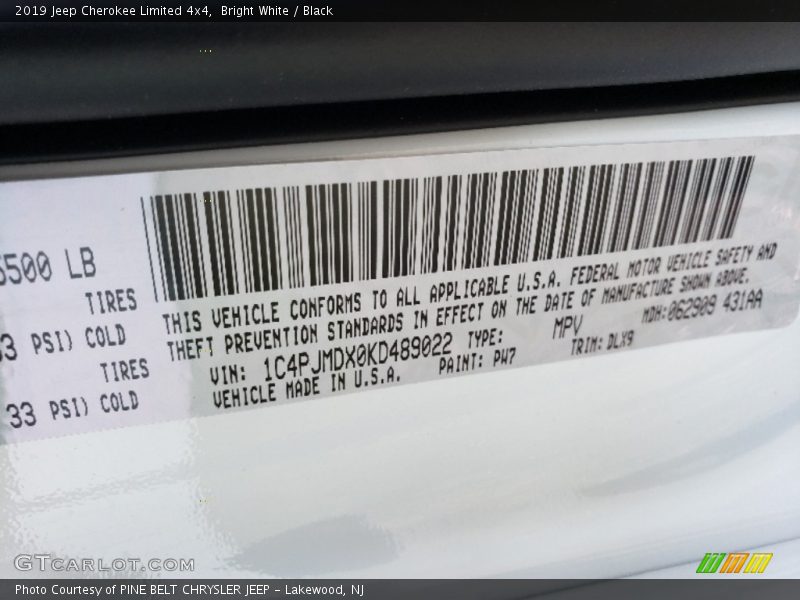 2019 Jeep Cherokee Limited 4x4,  Bright White / Black
5500 LB
TIRES
33 PSI) COLD
TIRES
33 PSI) COLD
THIS VEHICLE CONFORMS TO ALL APPLICABLE U.S.A. FEDERAL MOTOR VEHICLE SAFETY AND
THEFT PREVENTION STANDARDS IN EFFECT ON THE DATE OF MANUFACTURE SHOWN ABOVE.
VIN: 1C4PJMDX0KD489022 TYPE: MPV MDH:062909 431AA
VEHICLE MADE IN U.S.A. PAINT: PW7 TRIM: DLX9
GTCARLOT.COM
Photo Courtesy of PINE BELT CHRYSLER JEEP - Lakewood, NJ